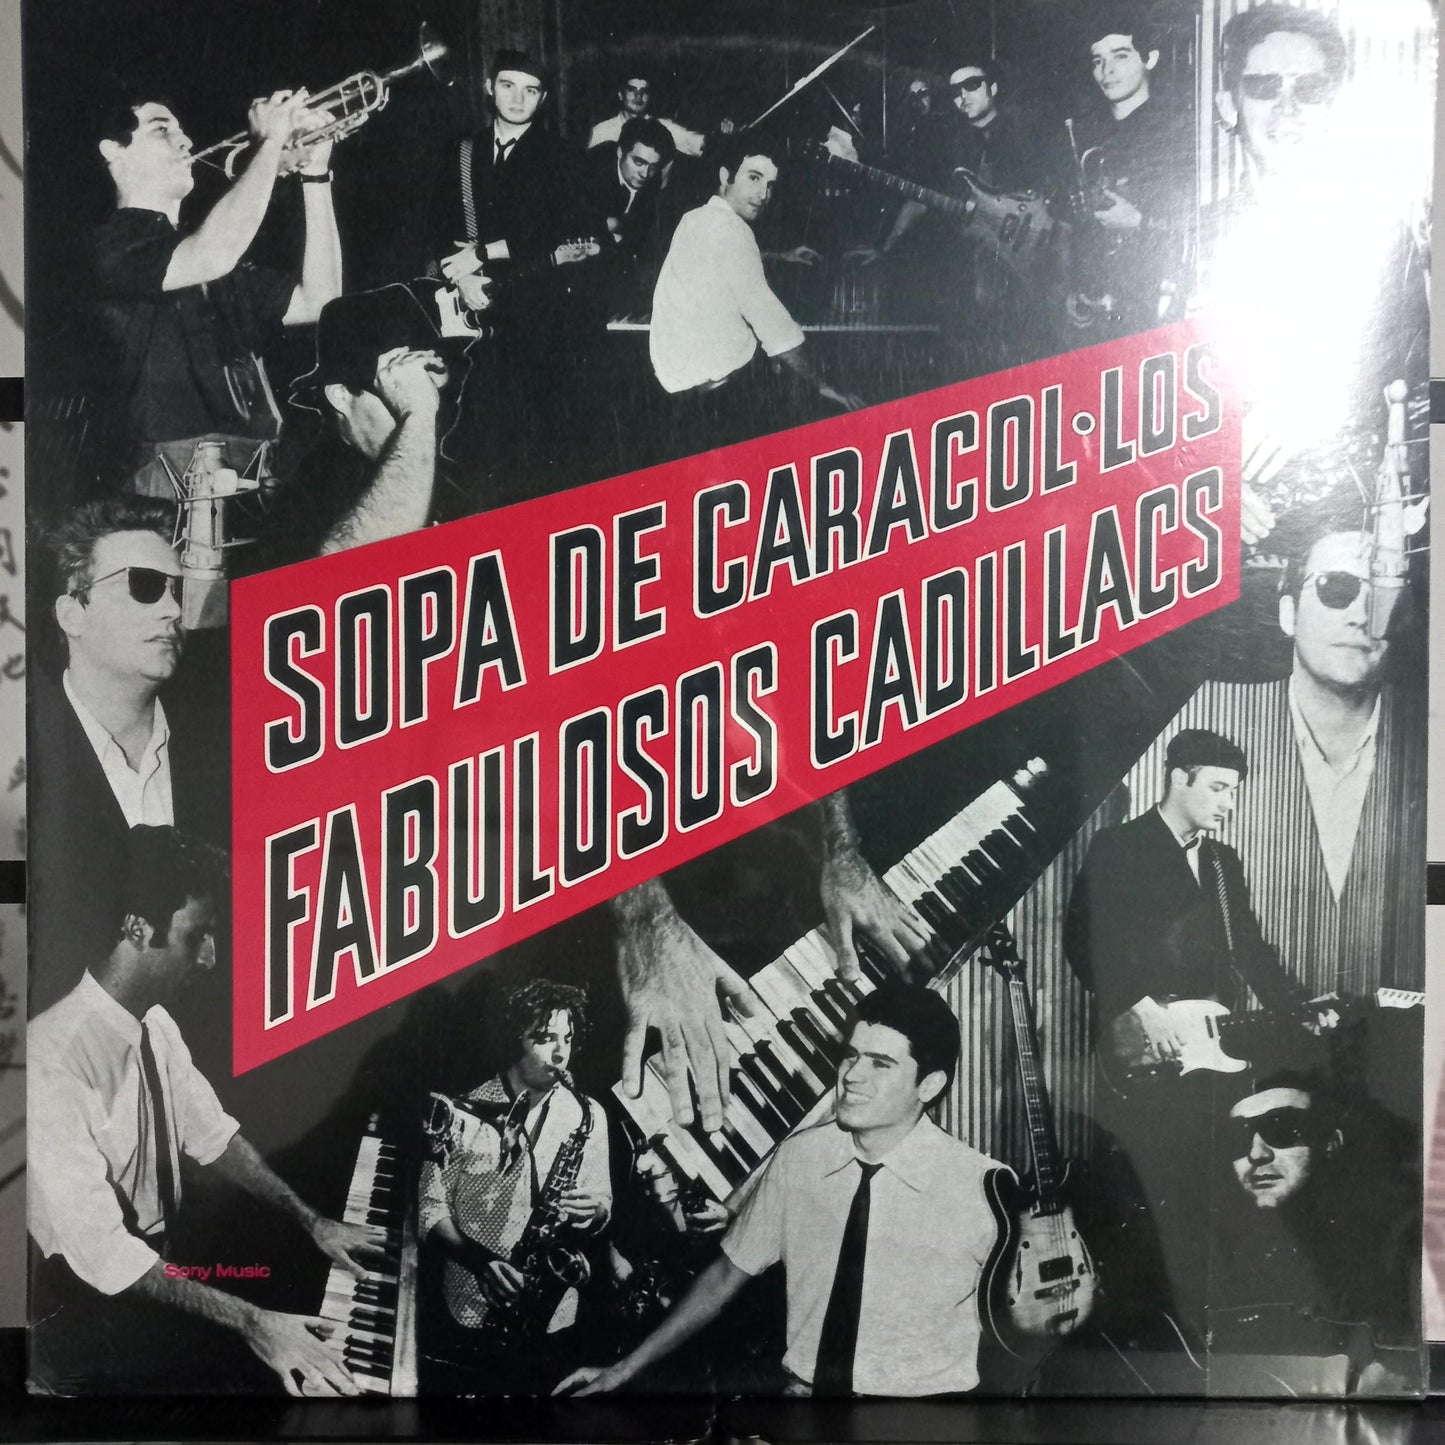 SOPA DE CARACOL·LOS
FABULOSOS CADILLACS
Sony Music